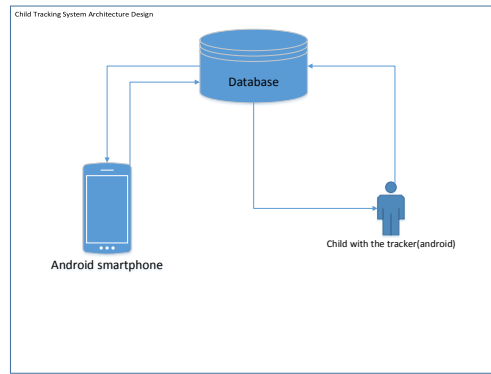 Child Tracking System Architecture Design
Database
Child with the tracker(android)
Android smartphone